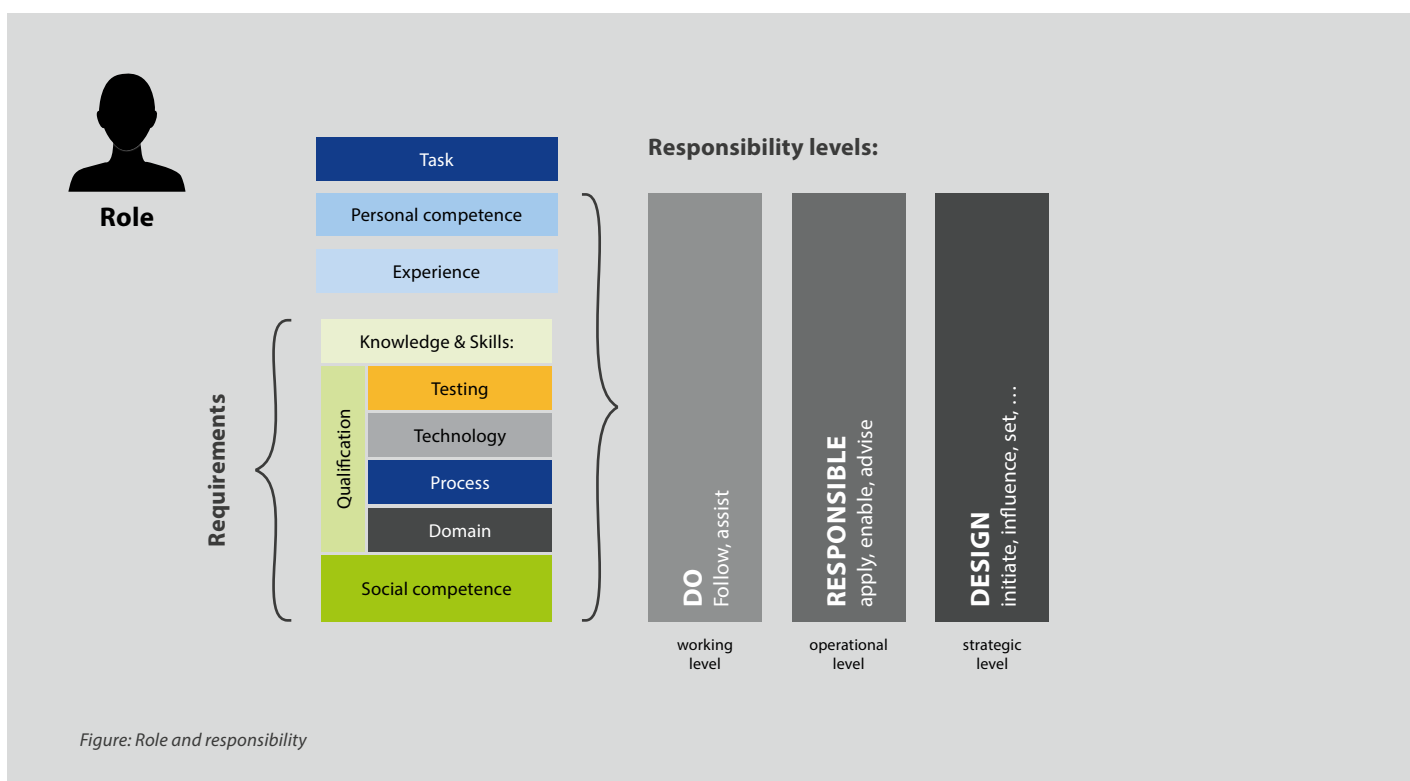 Role
Task
Personal competence
Experience
Requirements
Knowledge & Skills:
Qualification
Testing
Technology
Process
Domain
Social competence
Responsibility levels:
DO
Follow, assist
working
level
RESPONSIBLE
apply, enable, advise
operational
level
DESIGN
initiate, influence, set, …
strategic
level
Figure: Role and responsibility